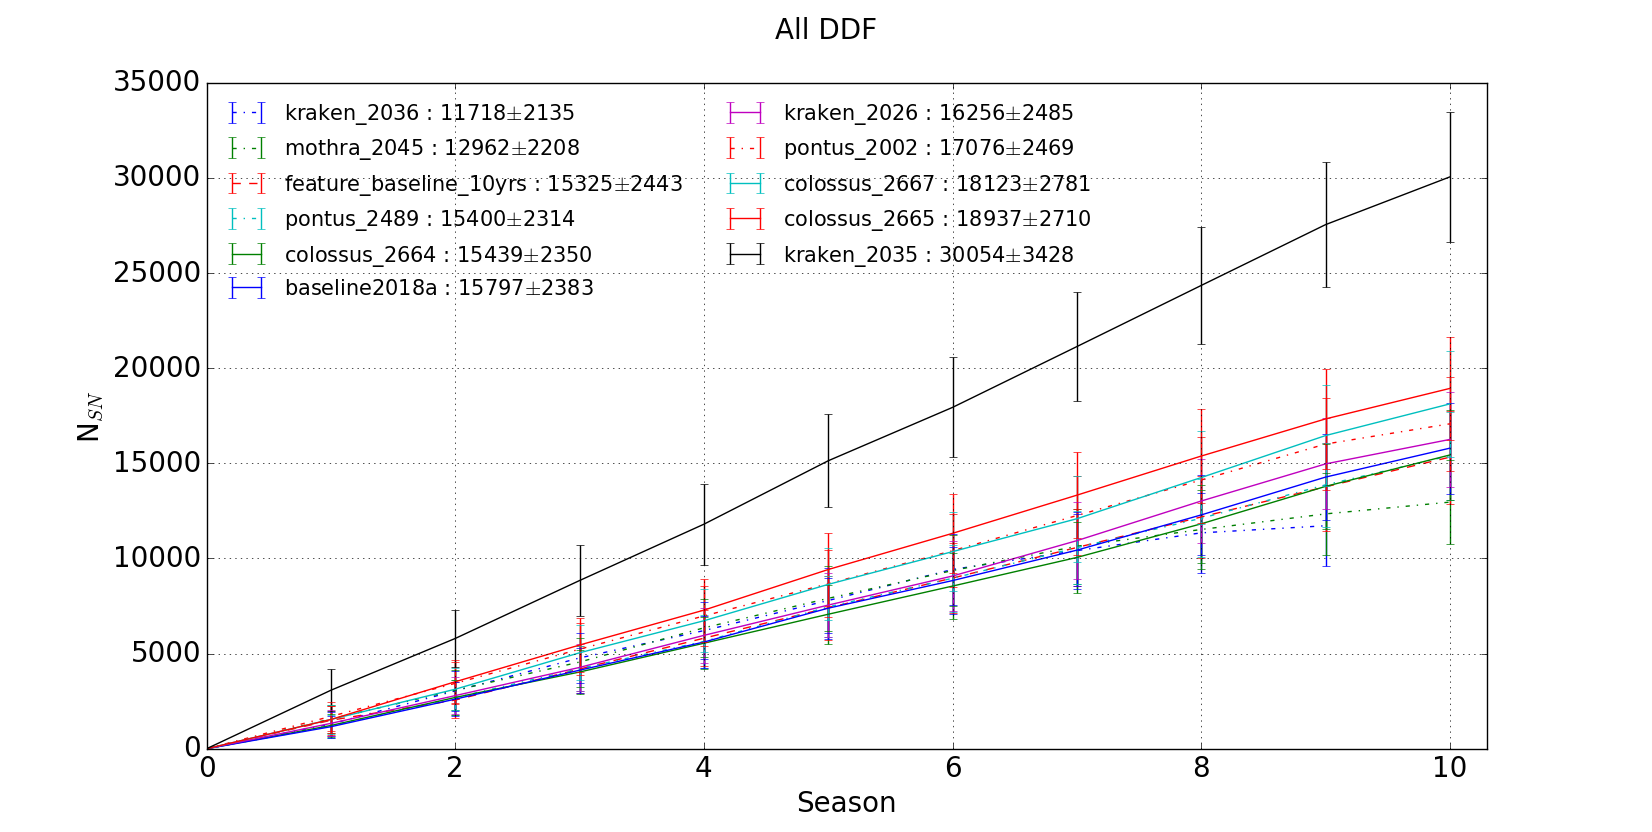 All DDF
35000
30000
25000
20000
15000
10000
5000
0
N_SN
kraken_2036 : 11718±2135
mothra_2045 : 12962±2208
feature_baseline_10yrs : 15325±2443
pontus_2489 : 15400±2314
colossus_2664 : 15439±2350
baseline2018a : 15797±2383
kraken_2026 : 16256±2485
pontus_2002 : 17076±2469
colossus_2667 : 18123±2781
colossus_2665 : 18937±2710
kraken_2035 : 30054±3428
0 2 4 6 8 10
Season